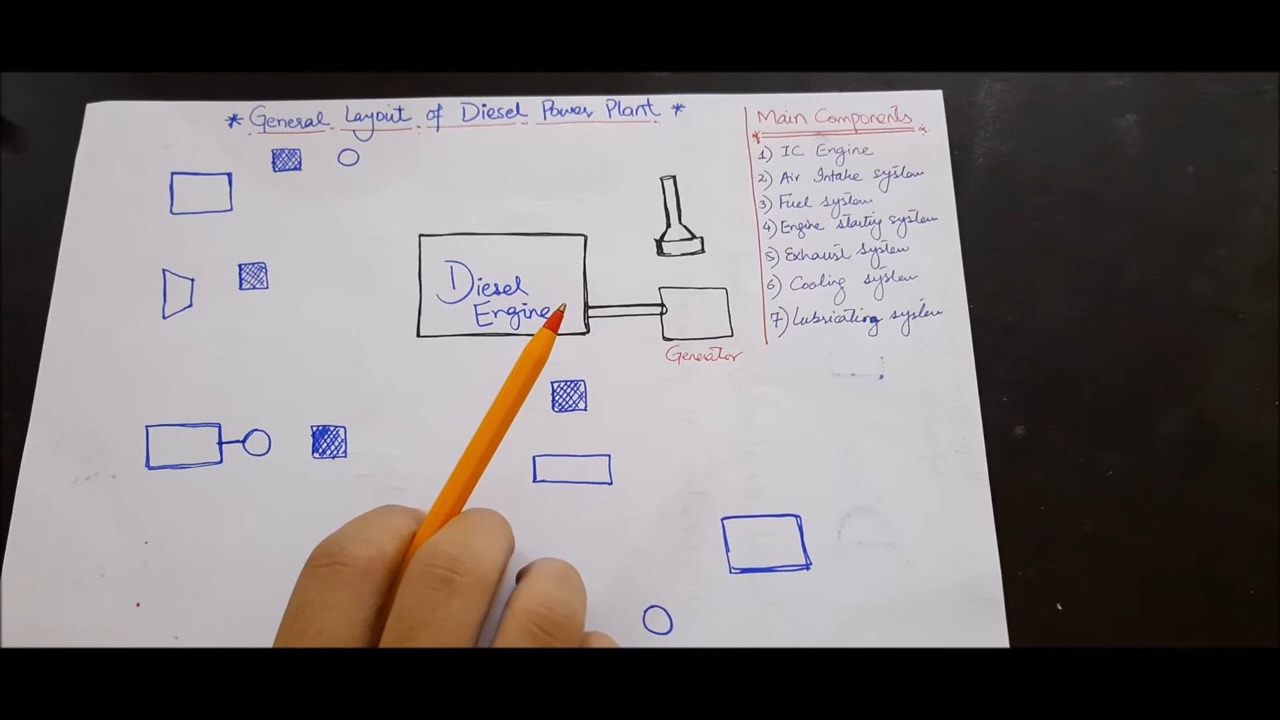 * General Layout of Diesel Power Plant *
Main Components
1) IC Engine
2) Air Intake system
3) Fuel system
4) Engine starting system
5) Exhaust system
6) Cooling system
7) Lubricating system
Diesel
Engine
Generator